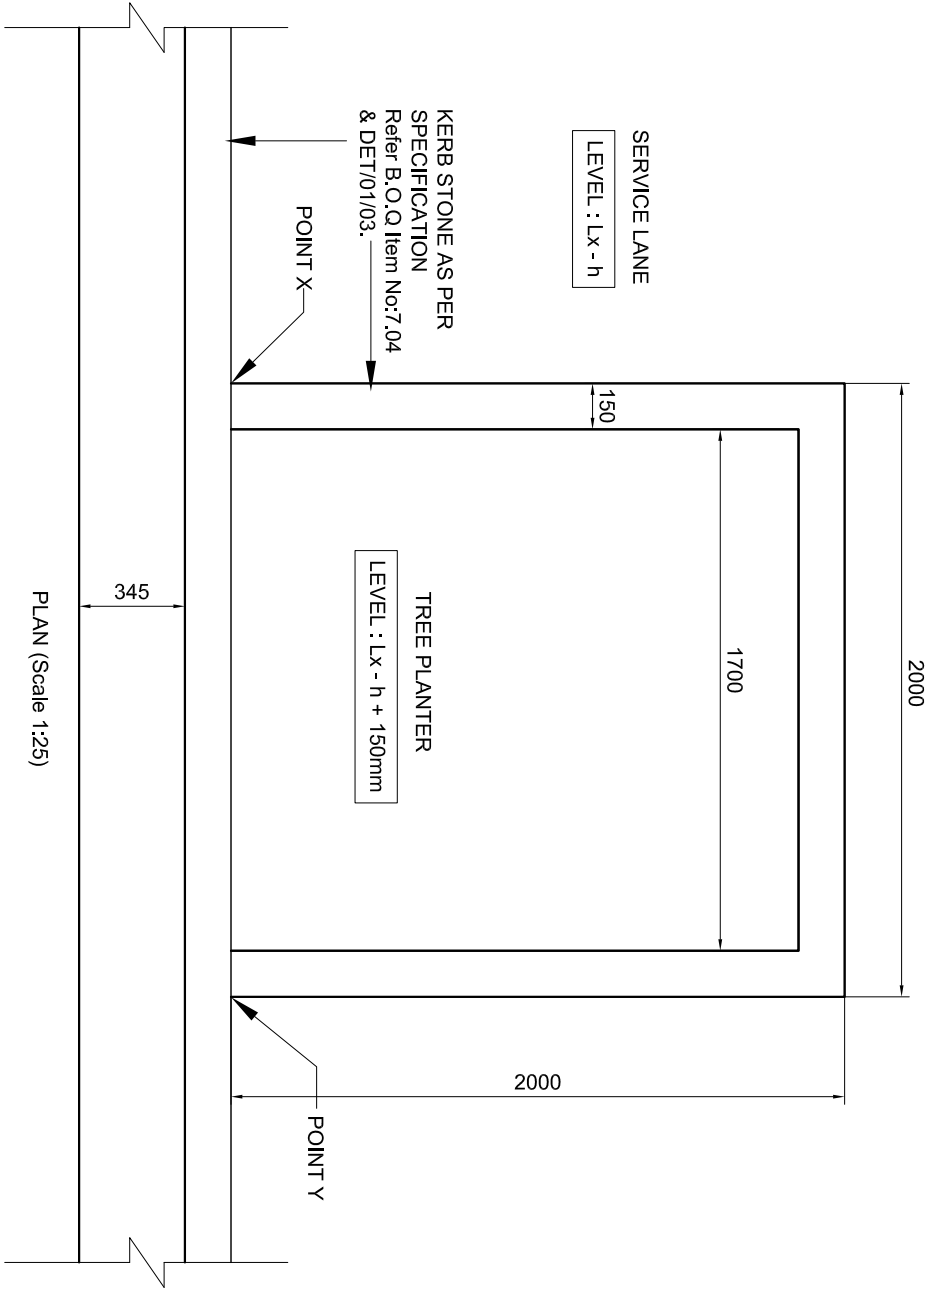 SERVICE LANE
LEVEL : Lx - h
KERB STONE AS PER
SPECIFICATION
Refer B.O.Q Item No:7.04
& DET/01/03.
POINT X
150
2000
1700
TREE PLANTER
LEVEL : Lx - h + 150mm
2000
POINT Y
345
PLAN (Scale 1:25)